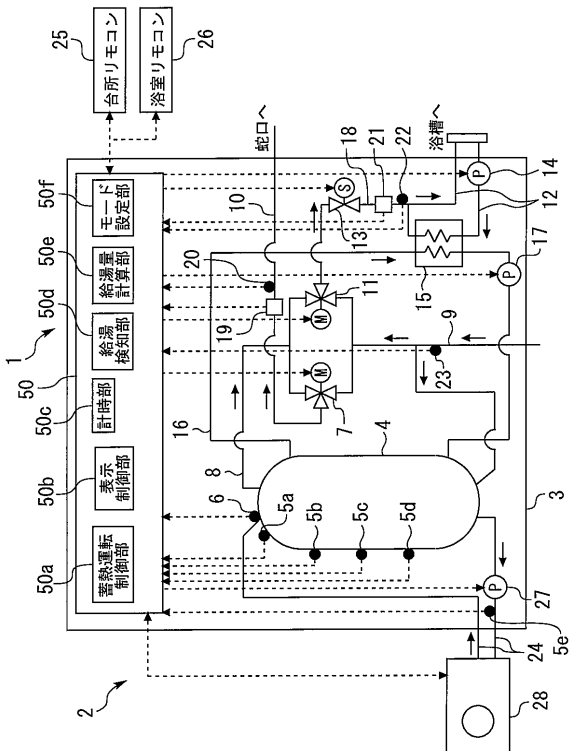 1
2
3
25
台所リモコン
26
浴室リモコン
50
50a
蓄熱運転
制御部
50b
表示
制御部
50c
計時部
50d
給湯
検知部
50e
給湯量
計算部
50f
モード
設定部
蛇口へ
浴槽へ
10
20
19
M
11
M
7
S
13
18
21
22
P
14
12
15
P
17
9
23
16
8
4
6
5a
5b
5c
5d
P
27
5e
24
28